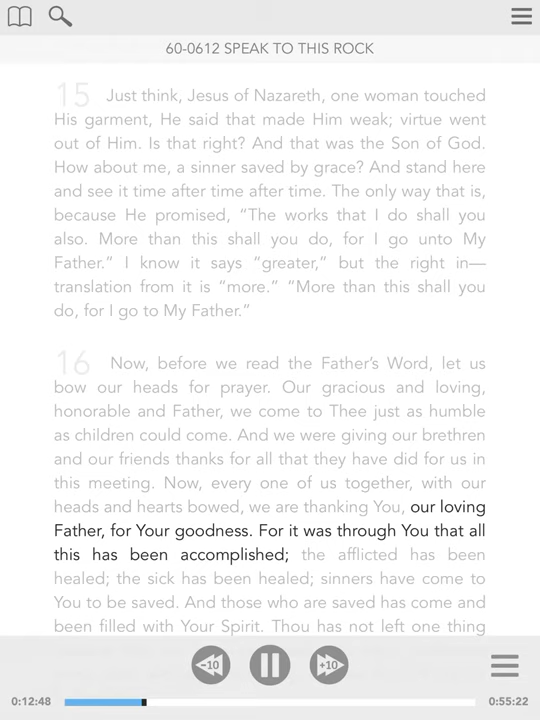 60-0612 SPEAK TO THIS ROCK
15 Just think, Jesus of Nazareth, one woman touched
His garment, He said that made Him weak; virtue went
out of Him. Is that right? And that was the Son of God.
How about me, a sinner saved by grace? And stand here
and see it time after time after time. The only way that is,
because He promised, “The works that I do shall you
also. More than this shall you do, for I go unto My
Father.” I know it says “greater,” but the right in—
translation from it is “more.” “More than this shall you
do, for I go to My Father.”
16 Now, before we read the Father’s Word, let us
bow our heads for prayer. Our gracious and loving,
honorable and Father, we come to Thee just as humble
as children could come. And we were giving our brethren
and our friends thanks for all that they have did for us in
this meeting. Now, every one of us together, with our
heads and hearts bowed, we are thanking You, our loving
Father, for Your goodness. For it was through You that all
this has been accomplished; the afflicted has been
healed; the sick has been healed; sinners have come to
You to be saved. And those who are saved has come and
been filled with Your Spirit. Thou has not left one thing
-10 +10
0:12:48 0:55:22